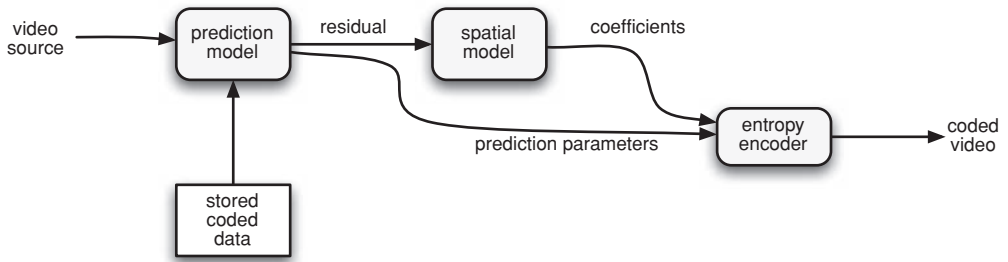 video
source
prediction
model
residual
spatial
model
coefficients
prediction parameters
entropy
encoder
coded
video
stored
coded
data